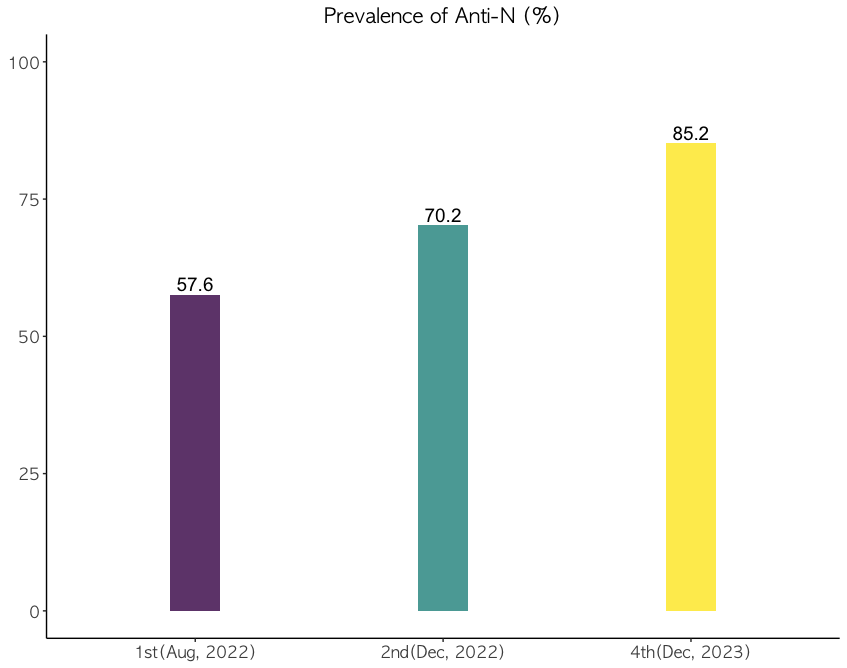 Prevalence of Anti-N (%)
100
75
50
25
0
57.6
70.2
85.2
1st(Aug, 2022)
2nd(Dec, 2022)
4th(Dec, 2023)